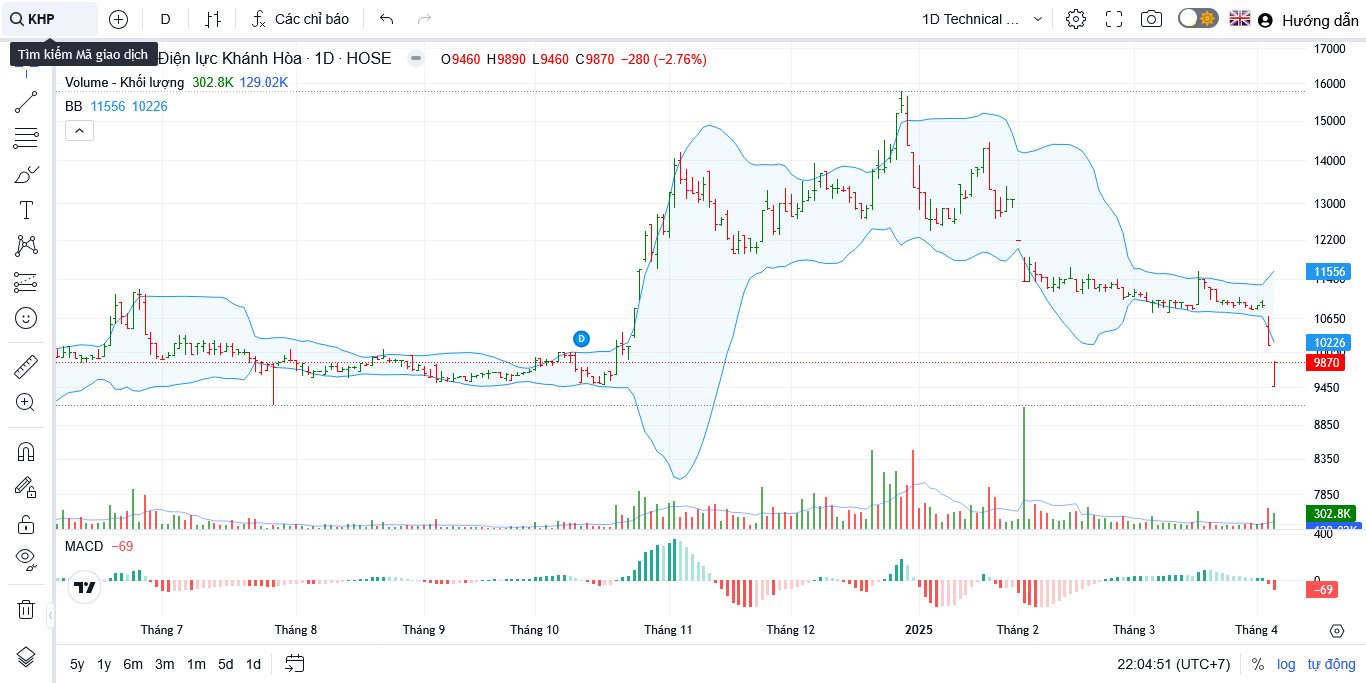 KHP
D
Các chỉ báo
1D Technical ...
Hướng dẫn
Tìm kiếm Mã giao dịch
Điện lực Khánh Hòa · 1D · HOSE
O9460 H9890 L9460 C9870 −280 (−2.76%)
Volume - Khối lượng 302.8K 129.02K
BB 11556 10226
17000
16000
15000
14000
13000
12200
11556
11400
10650
10226
9870
9450
8850
8350
7850
302.8K
400
D
MACD −69
0
−69
Tháng 7
Tháng 8
Tháng 9
Tháng 10
Tháng 11
Tháng 12
2025
Tháng 2
Tháng 3
Tháng 4
5y 1y 6m 3m 1m 5d 1d
22:04:51 (UTC+7) % log tự động